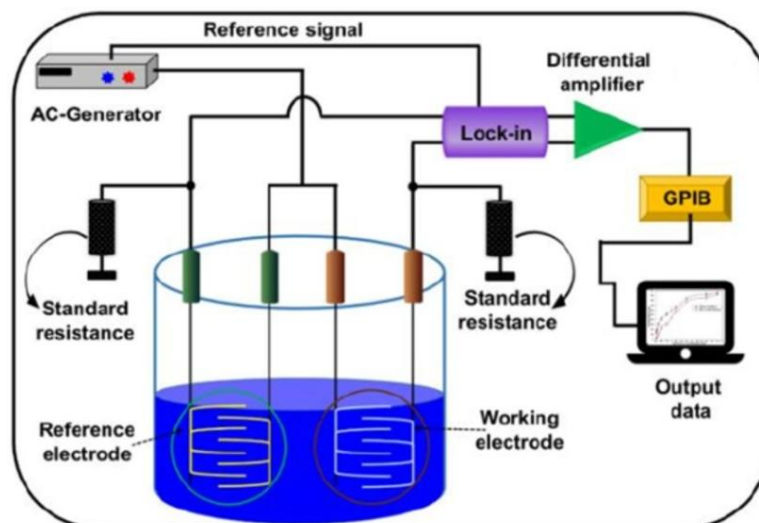 Reference signal
AC-Generator
Differential
amplifier
Lock-in
GPIB
Standard
resistance
Standard
resistance
Reference
electrode
Working
electrode
Output
data